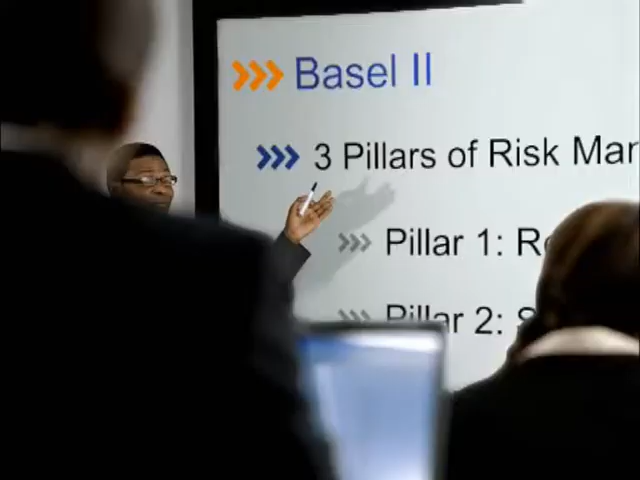 Basel II
3 Pillars of Risk
Pillar 1:
Pillar 2: